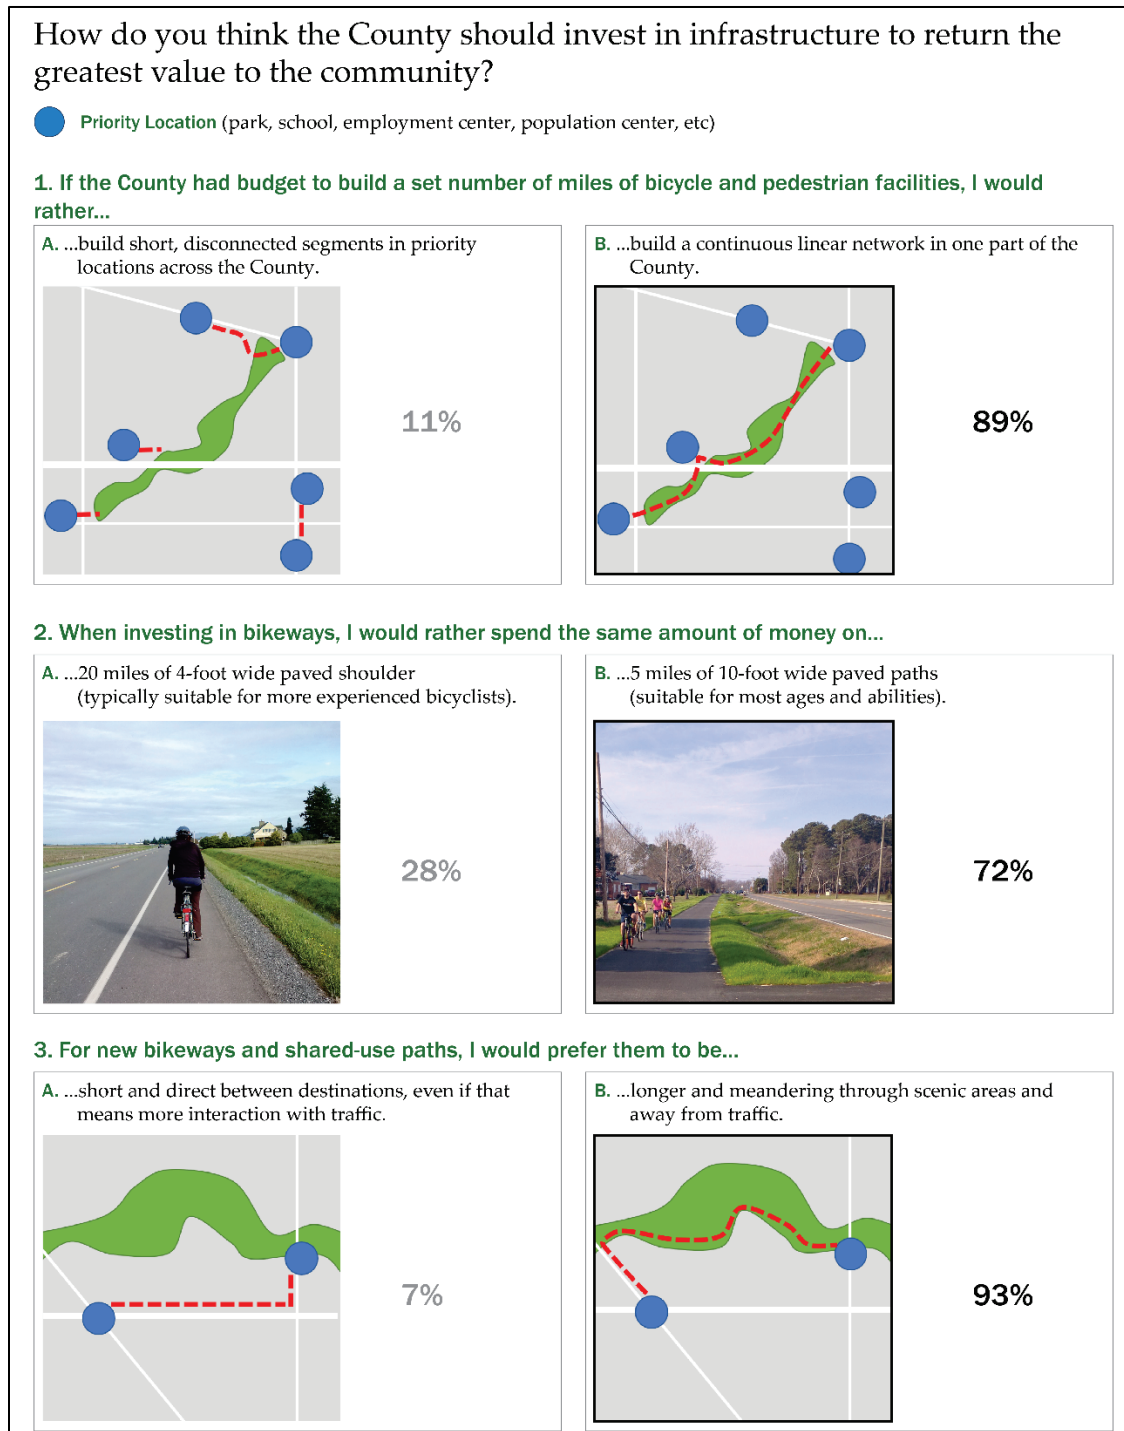 How do you think the County should invest in infrastructure to return the
greatest value to the community?
Priority Location (park, school, employment center, population center, etc)
1. If the County had budget to build a set number of miles of bicycle and pedestrian facilities, I would
rather...
A. ...build short, disconnected segments in priority
locations across the County.
11%
B. ...build a continuous linear network in one part of the
County.
89%
2. When investing in bikeways, I would rather spend the same amount of money on...
A. ...20 miles of 4-foot wide paved shoulder
(typically suitable for more experienced bicyclists).
28%
B. ...5 miles of 10-foot wide paved paths
(suitable for most ages and abilities).
72%
3. For new bikeways and shared-use paths, I would prefer them to be...
A. ...short and direct between destinations, even if that
means more interaction with traffic.
7%
B. ...longer and meandering through scenic areas and
away from traffic.
93%